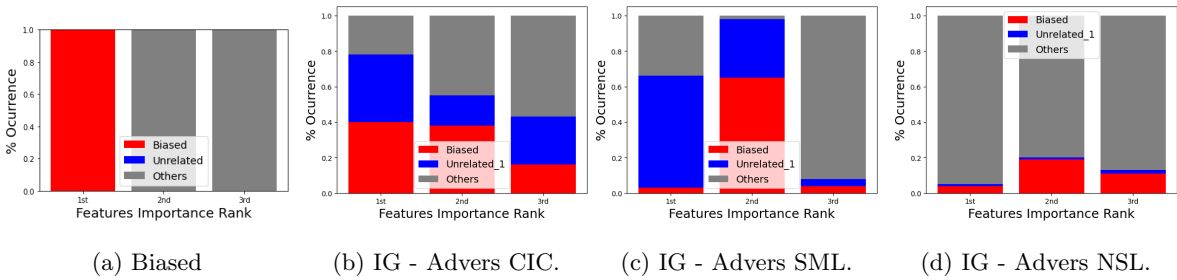 % Ocurrence
1.0
0.8
0.6
0.4
0.2
0.0
Biased
Unrelated
Others
1st
2nd
3rd
Features Importance Rank
(a) Biased
% Ocurrence
1.0
0.8
0.6
0.4
0.2
0.0
Biased
Unrelated_1
Others
1st
2nd
3rd
Features Importance Rank
(b) IG - Advers CIC.
% Ocurrence
1.0
0.8
0.6
0.4
0.2
0.0
Biased
Unrelated_1
Others
1st
2nd
3rd
Features Importance Rank
(c) IG - Advers SML.
% Ocurrence
1.0
0.8
0.6
0.4
0.2
0.0
Biased
Unrelated_1
Others
1st
2nd
3rd
Features Importance Rank
(d) IG - Advers NSL.